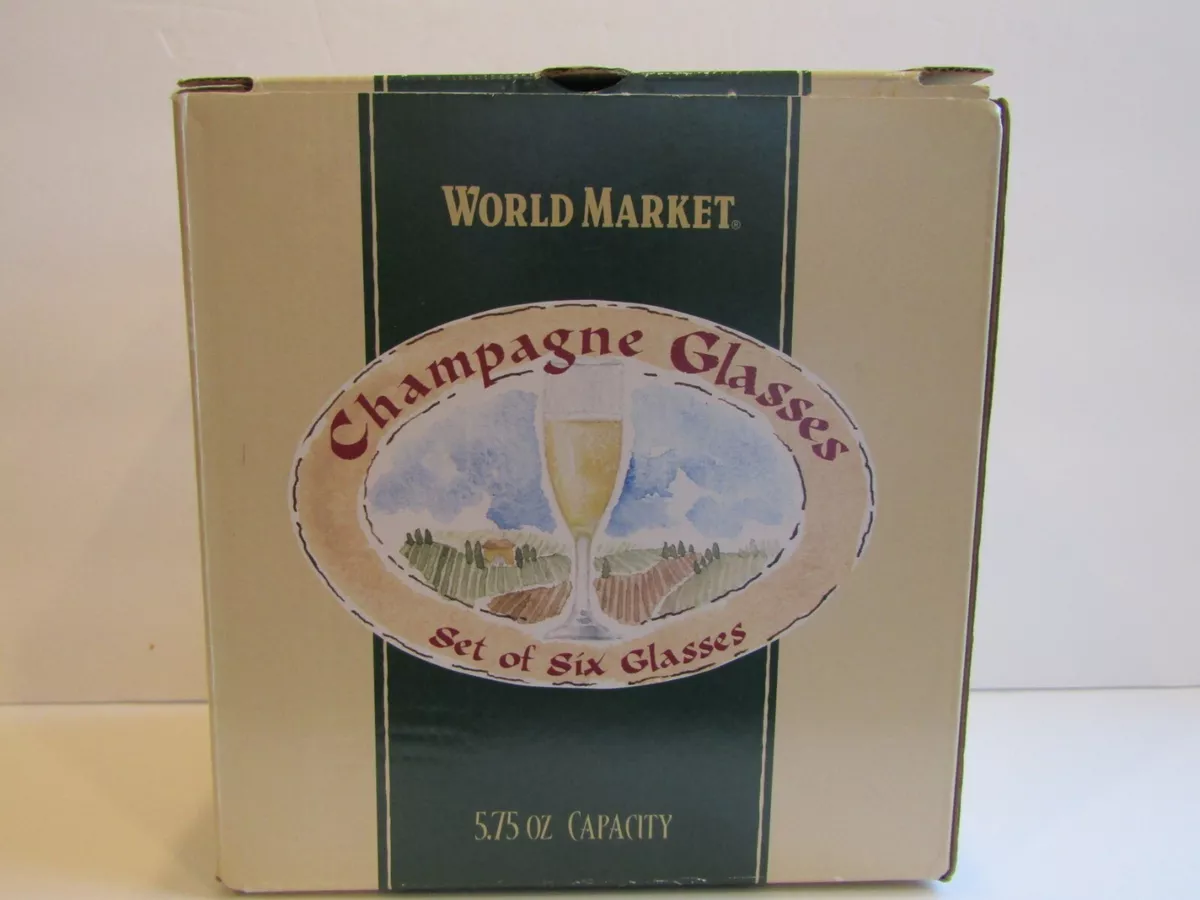 WORLD MARKET®
Champagne Glasses
Set of Six Glasses
5.75 OZ CAPACITY